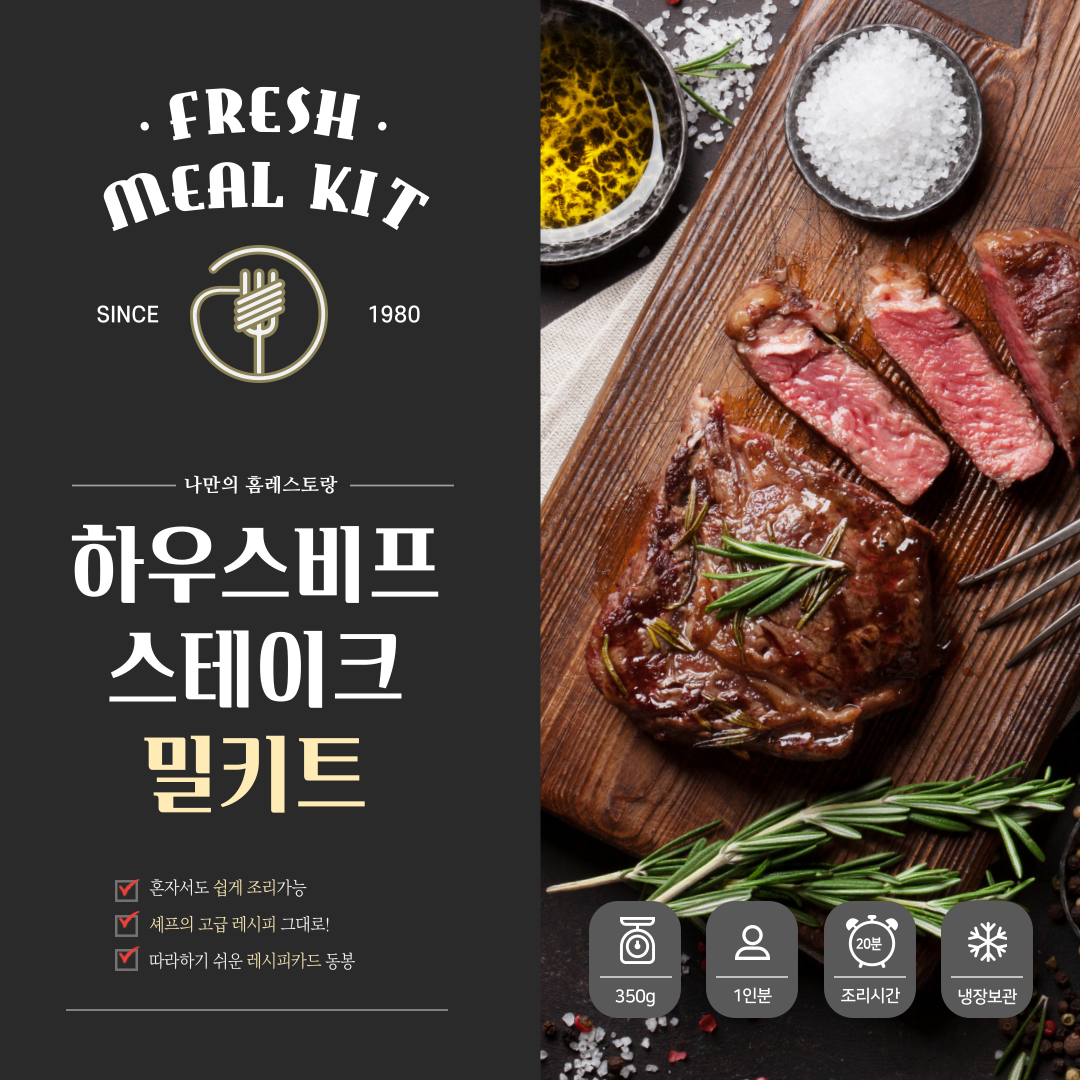 · FRESH ·
MEAL KIT
SINCE 1980
나만의 홈레스토랑
하우스비프
스테이크
밀키트
혼자서도 쉽게 조리가능
셰프의 고급 레시피 그대로!
따라하기 쉬운 레시피카드 동봉
20분
350g 1인분 조리시간 냉장보관